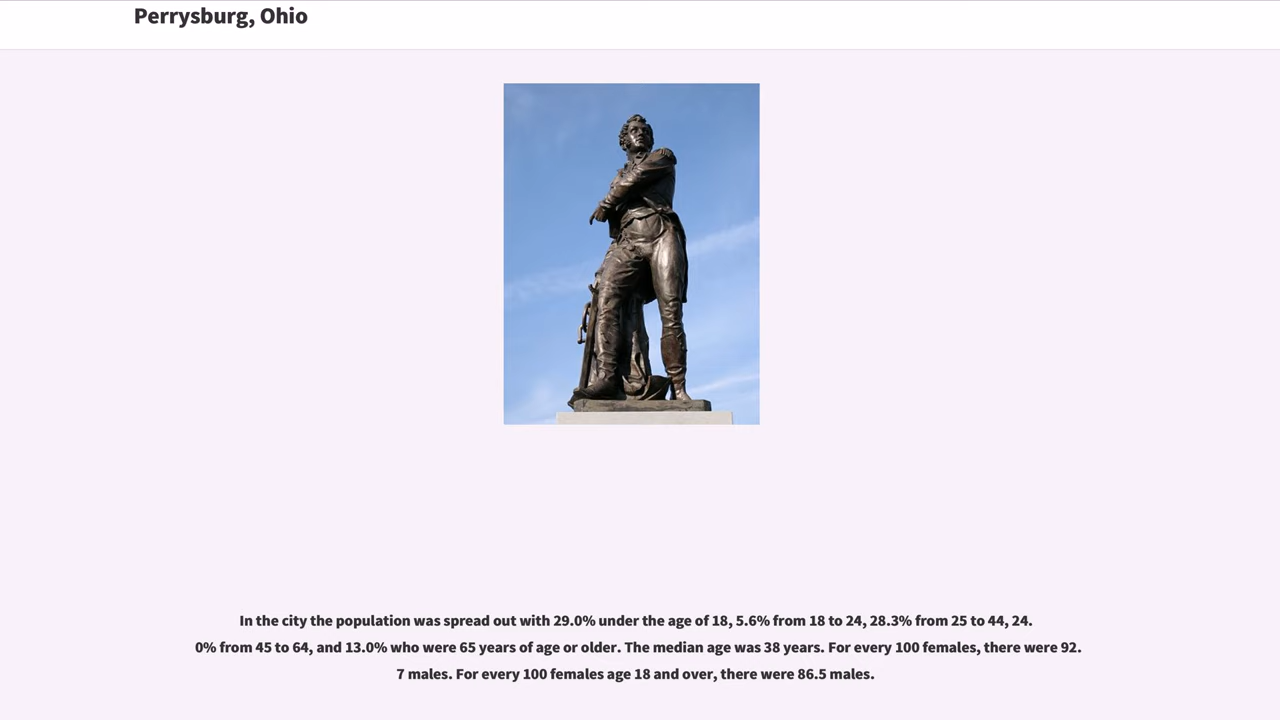 Perrysburg, Ohio
In the city the population was spread out with 29.0% under the age of 18, 5.6% from 18 to 24, 28.3% from 25 to 44, 24.
0% from 45 to 64, and 13.0% who were 65 years of age or older. The median age was 38 years. For every 100 females, there were 92.
7 males. For every 100 females age 18 and over, there were 86.5 males.